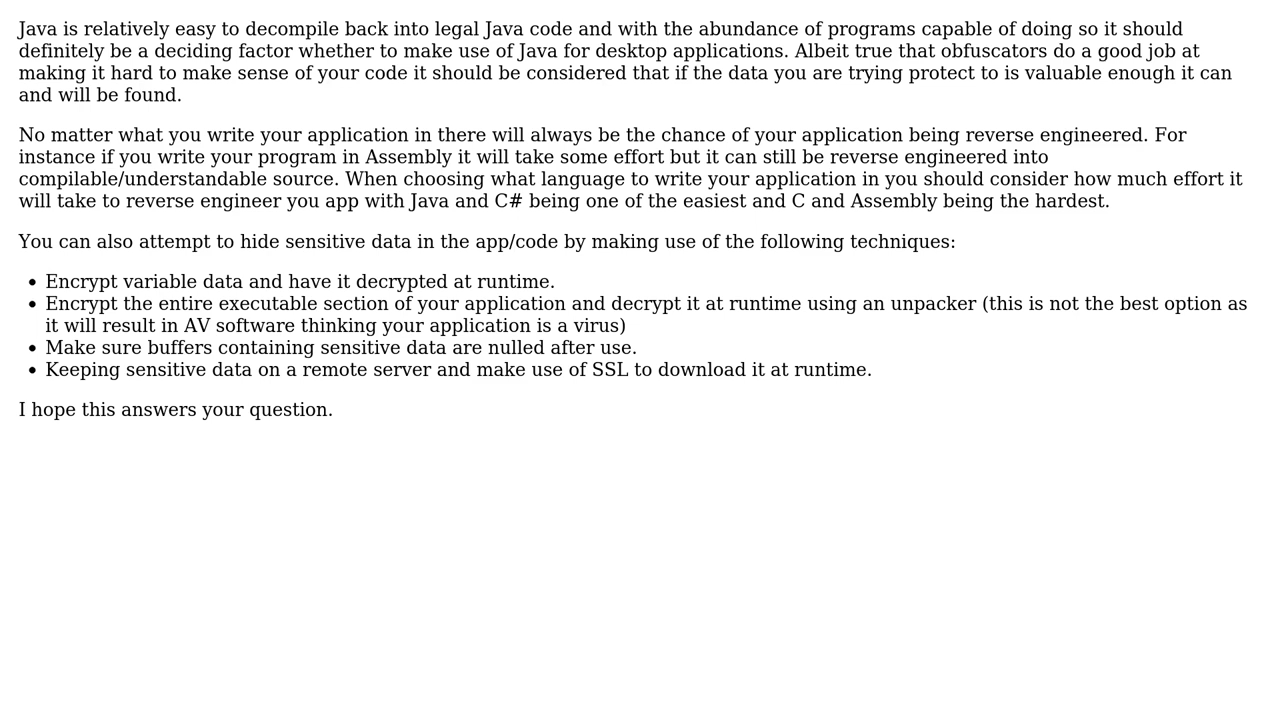 Java is relatively easy to decompile back into legal Java code and with the abundance of programs capable of doing so it should
definitely be a deciding factor whether to make use of Java for desktop applications. Albeit true that obfuscators do a good job at
making it hard to make sense of your code it should be considered that if the data you are trying protect to is valuable enough it can
and will be found.
No matter what you write your application in there will always be the chance of your application being reverse engineered. For
instance if you write your program in Assembly it will take some effort but it can still be reverse engineered into
compilable/understandable source. When choosing what language to write your application in you should consider how much effort it
will take to reverse engineer you app with Java and C# being one of the easiest and C and Assembly being the hardest.
You can also attempt to hide sensitive data in the app/code by making use of the following techniques:
• Encrypt variable data and have it decrypted at runtime.
• Encrypt the entire executable section of your application and decrypt it at runtime using an unpacker (this is not the best option as
it will result in AV software thinking your application is a virus)
• Make sure buffers containing sensitive data are nulled after use.
• Keeping sensitive data on a remote server and make use of SSL to download it at runtime.
I hope this answers your question.